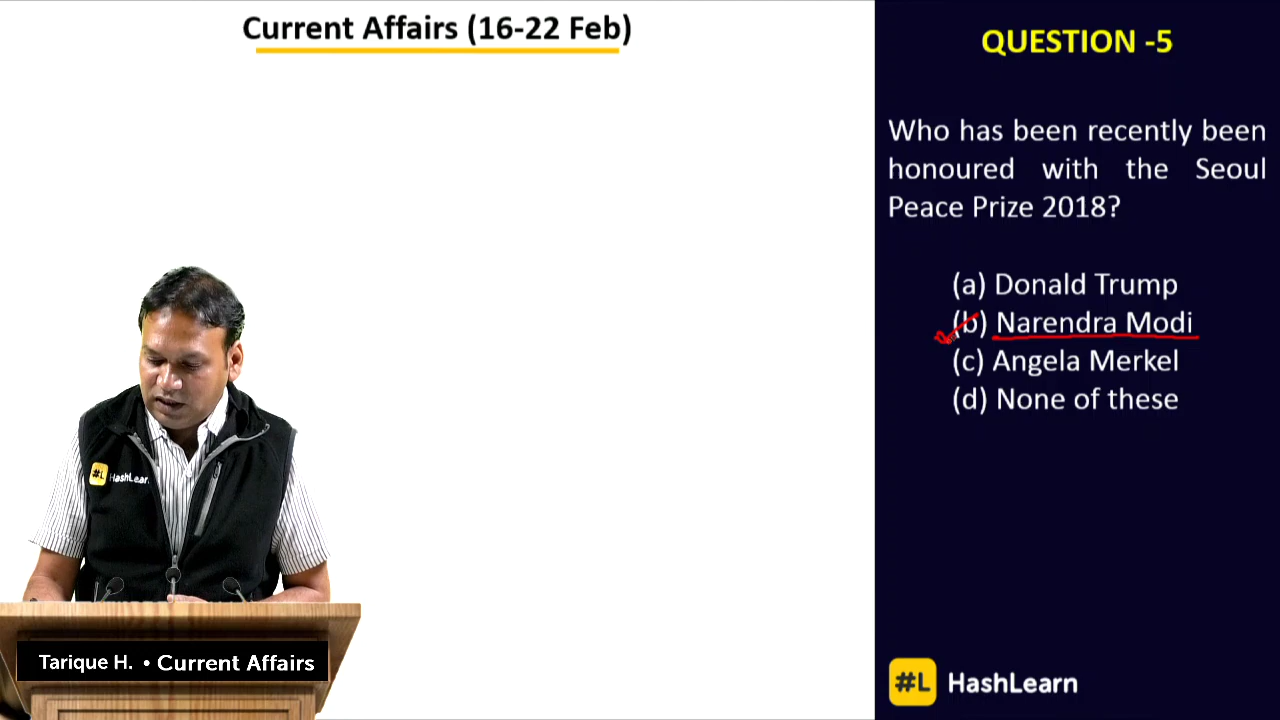 Current Affairs (16-22 Feb)
QUESTION -5
Who has been recently been
honoured with the Seoul
Peace Prize 2018?
(a) Donald Trump
(b) Narendra Modi
(c) Angela Merkel
(d) None of these
#L HashLearn
Tarique H. • Current Affairs
#L HashLearn